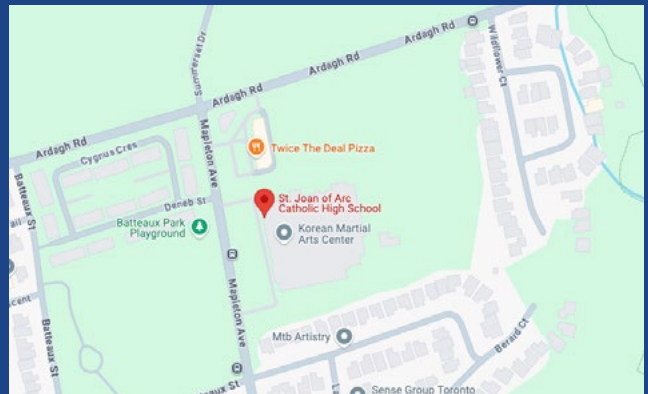 Somerset Dr
Ardagh Rd
Ardagh Rd
Ardagh Rd
Ardagh Rd
Wildflower Ct
Cygnus Cres
Mapleton Ave
Twice The Deal Pizza
Batteaux St
Deneb St
St. Joan of Arc
Catholic High School
Batteaux Park
Playground
Korean Martial
Arts Center
Mapleton Ave
Batteaux St
Mtb Artistry
Berard Ct
Sense Group Toronto